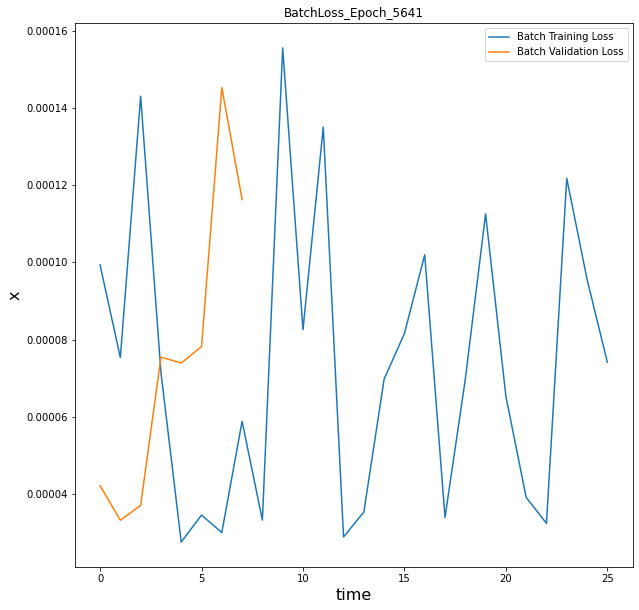 BatchLoss_Epoch_5641
Batch Training Loss
Batch Validation Loss
0.00016
0.00014
0.00012
0.00010
0.00008
0.00006
0.00004
x
0
5
10
15
20
25
time